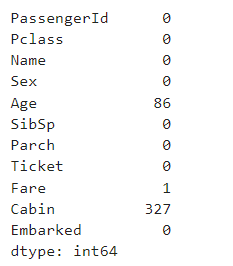 PassengerId 0
Pclass 0
Name 0
Sex 0
Age 86
SibSp 0
Parch 0
Ticket 0
Fare 1
Cabin 327
Embarked 0
dtype: int64